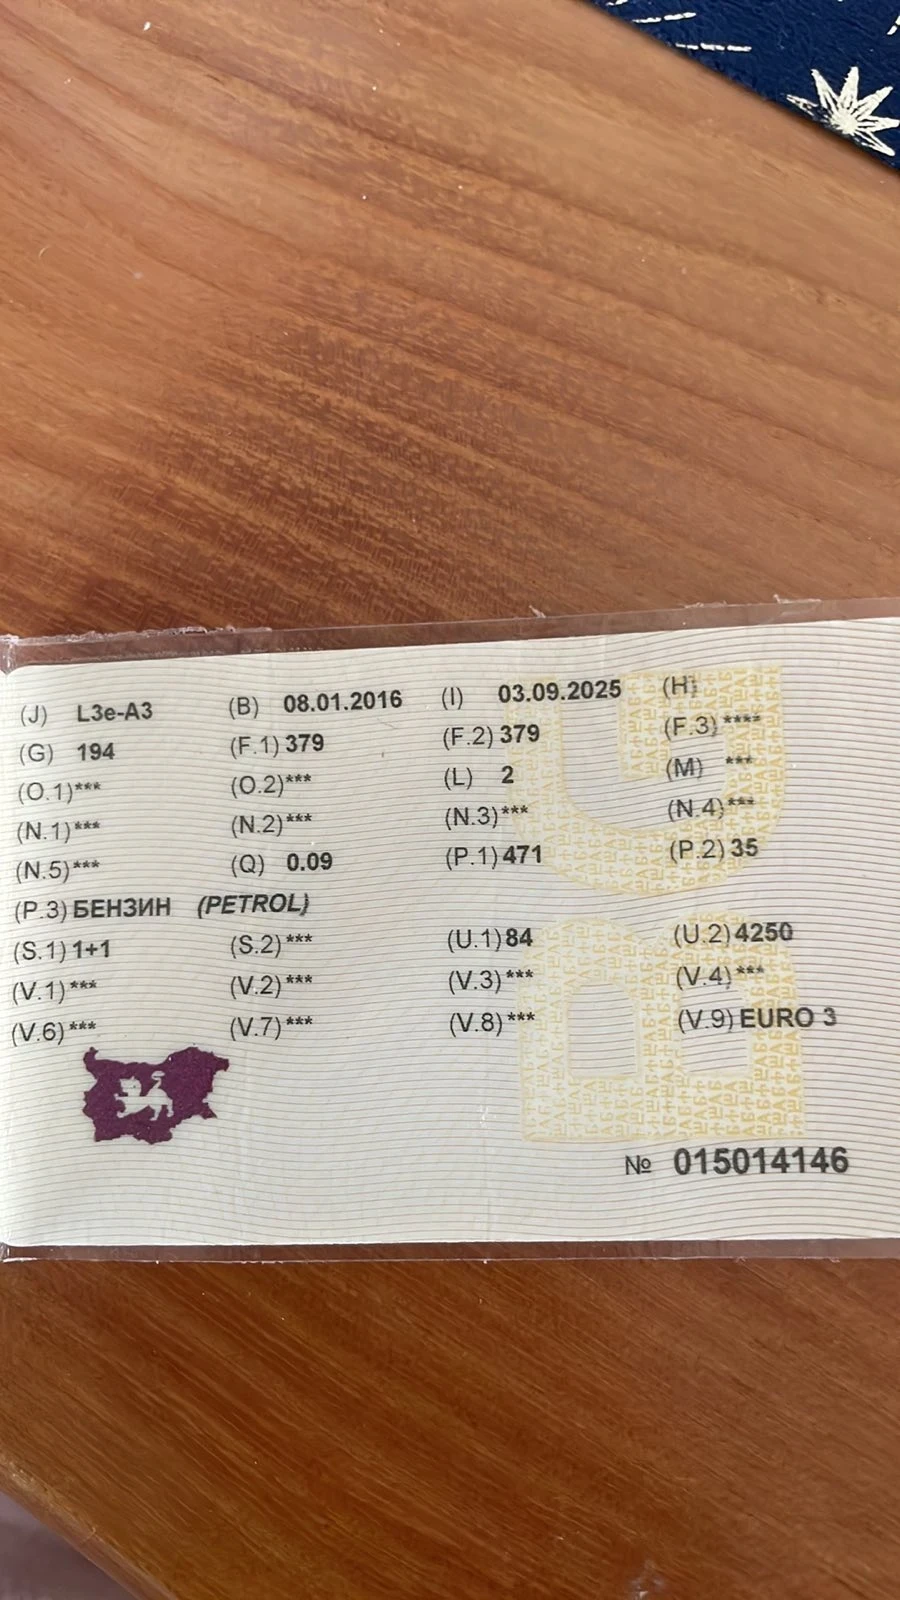 (J) L3e-A3 (B) 08.01.2016 (I) 03.09.2025 (H)
(G) 194 (F.1) 379 (F.2) 379 (F.3) ****
(O.1) *** (O.2) *** (L) 2 (M) ***
(N.1) *** (N.2) *** (N.3) *** (N.4) ***
(N.5) *** (Q) 0.09 (P.1) 471 (P.2) 35
(P.3) БЕНЗИН (PETROL)
(S.1) 1+1 (S.2) *** (U.1) 84 (U.2) 4250
(V.1) *** (V.2) *** (V.3) *** (V.4) ***
(V.6) *** (V.7) *** (V.8) *** (V.9) EURO 3
№ 015014146